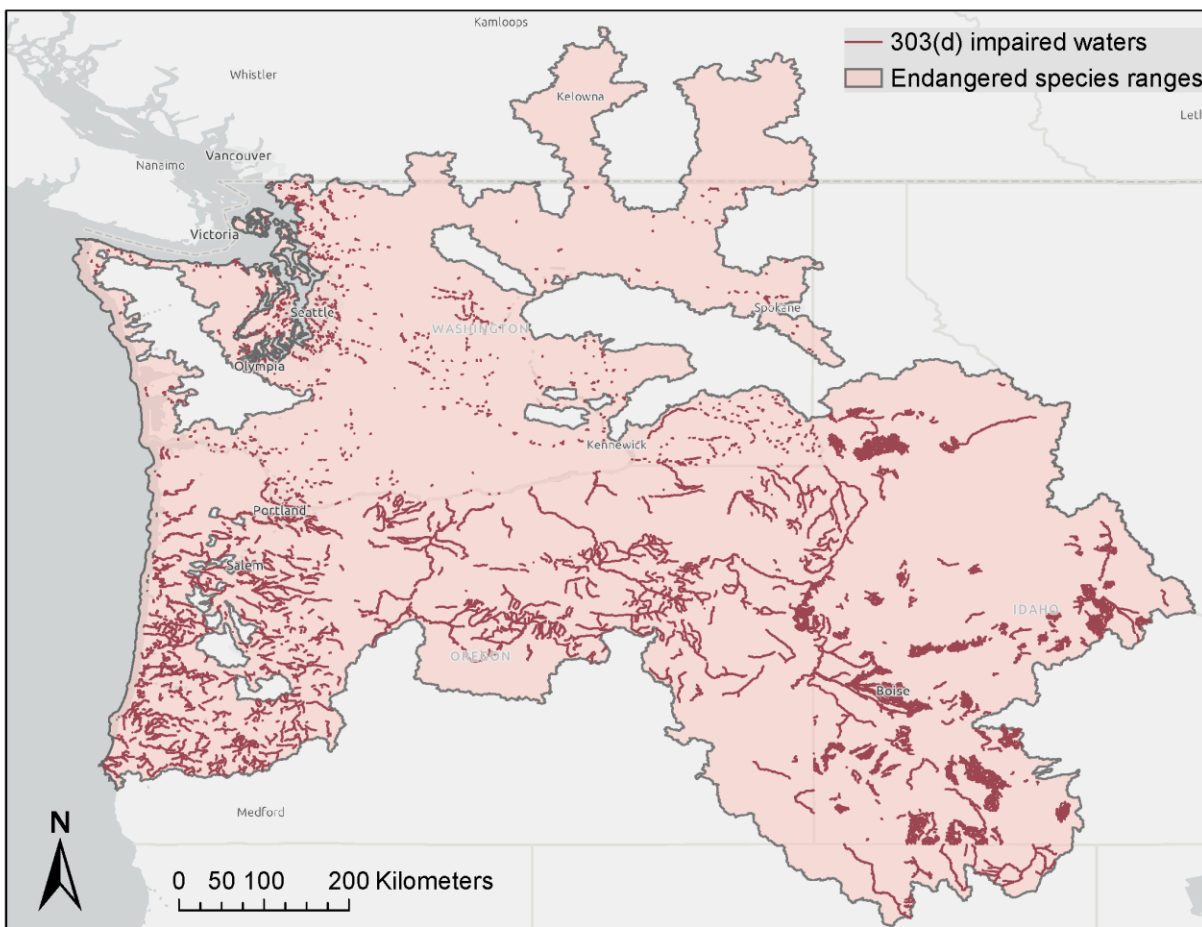 Kamloops
303(d) impaired waters
Whistler
Endangered species ranges
Kelowna
Leth
Vancouver
Nanaimo
Victoria
Seattle
Spokane
WASHINGTON
Olympia
Kennewick
Portland
Salem
IDAHO
OREGON
Boise
Medford
N
0 50 100 200 Kilometers